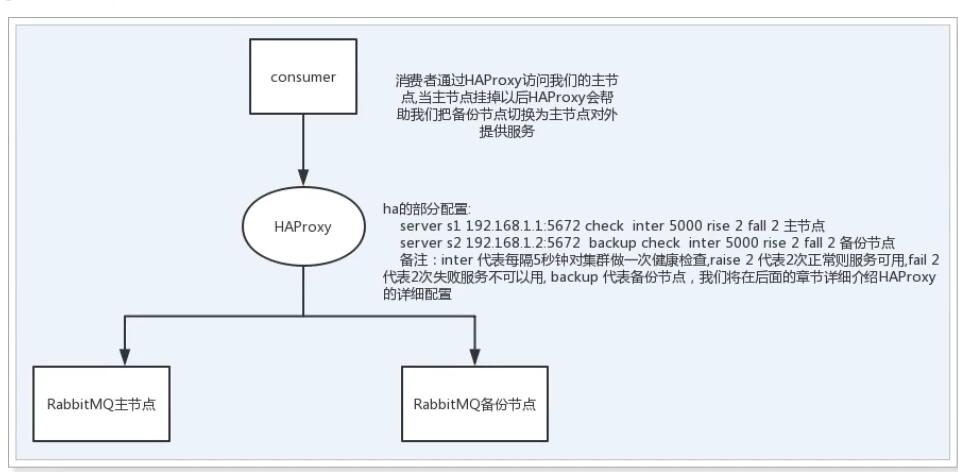 consumer
消费者通过HAProxy访问我们的主节
点,当主节点挂掉以后HAProxy会帮
助我们把备份节点切换为主节点对外
提供服务
HAProxy
ha的部分配置:
server s1 192.168.1.1:5672 check inter 5000 rise 2 fall 2 主节点
server s2 192.168.1.2:5672 backup check inter 5000 rise 2 fall 2 备份节点
备注：inter 代表每隔5秒钟对集群做一次健康检查,raise 2 代表2次正常则服务可用,fail 2
代表2次失败服务不可以用, backup 代表备份节点，我们将在后面的章节详细介绍HAProxy
的详细配置
RabbitMQ主节点
RabbitMQ备份节点